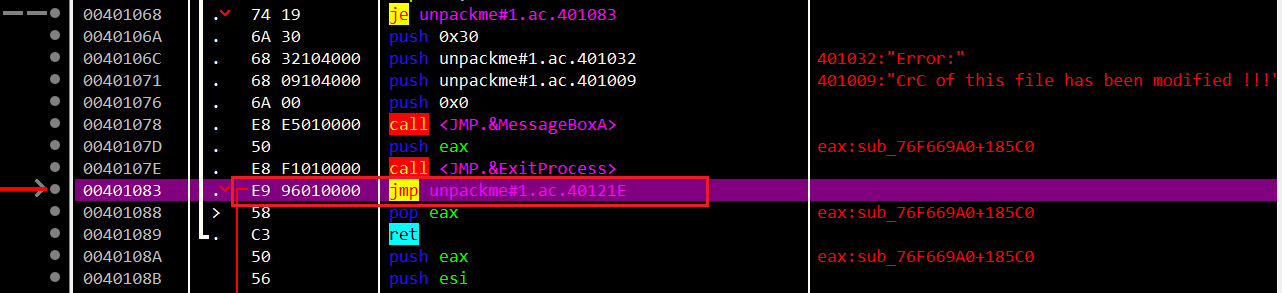 00401068 . 74 19 je unpackme#1.ac.401083
0040106A . 6A 30 push 0x30
0040106C . 68 32104000 push unpackme#1.ac.401032 401032:"Error:"
00401071 . 68 09104000 push unpackme#1.ac.401009 401009:"CrC of this file has been modified !!!"
00401076 . 6A 00 push 0x0
00401078 . E8 E5010000 call <JMP.&MessageBoxA>
0040107D . 50 push eax eax:sub_76F669A0+185C0
0040107E . E8 F1010000 call <JMP.&ExitProcess>
00401083 . E9 96010000 jmp unpackme#1.ac.40121E
00401088 > 58 pop eax eax:sub_76F669A0+185C0
00401089 . C3 ret
0040108A 50 push eax eax:sub_76F669A0+185C0
0040108B 56 push esi